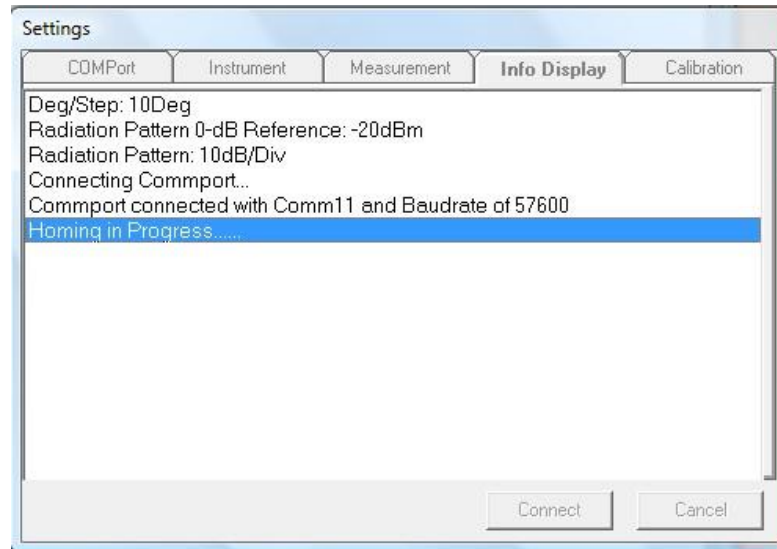 Settings
COMPort Instrument Measurement Info Display Calibration
Deg/Step: 10Deg
Radiation Pattern 0-dB Reference: -20dBm
Radiation Pattern: 10dB/Div
Connecting Commport...
Commport connected with Comm11 and Baudrate of 57600
Homing in Progress......
Connect Cancel